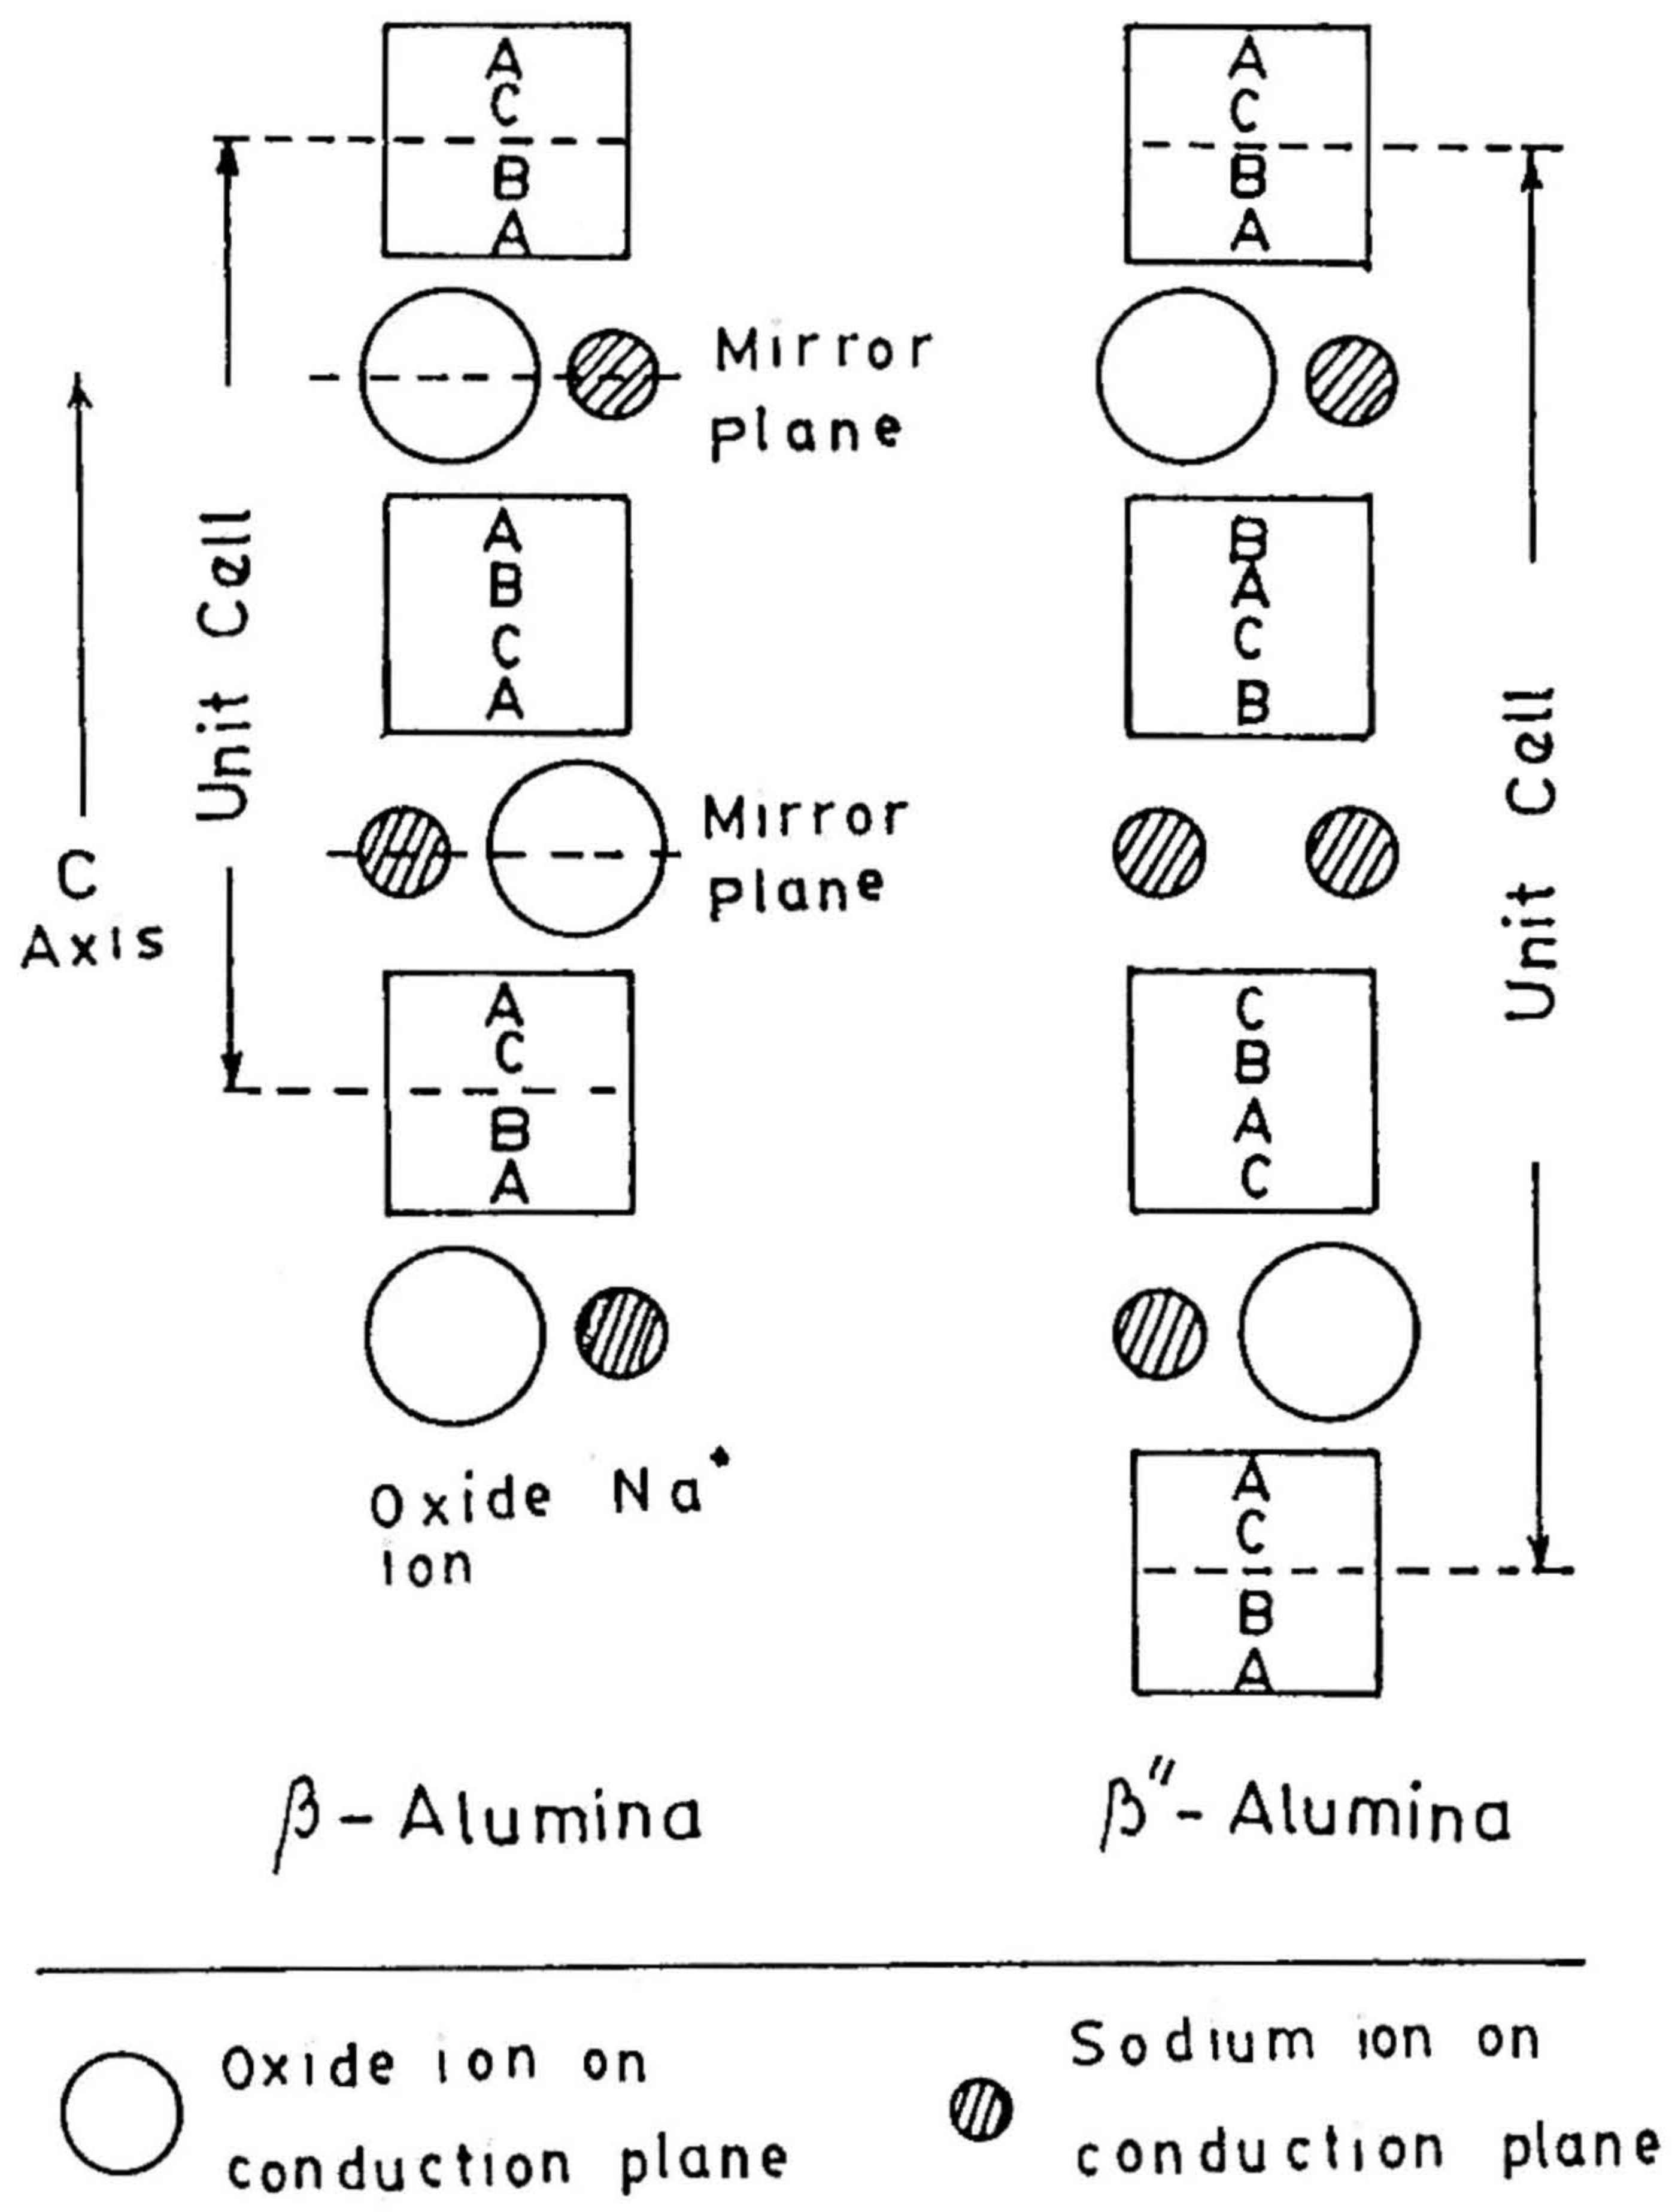 A
C
B
A
A
C
B
A
Mirror
plane
A
B
C
A
B
A
C
B
Unit Cell
Unit Cell
Mirror
plane
C
Axis
A
C
B
A
C
B
A
C
Oxide Na+
ion
A
C
B
A
β-Alumina
β"-Alumina
Oxide ion on
conduction plane
Sodium ion on
conduction plane